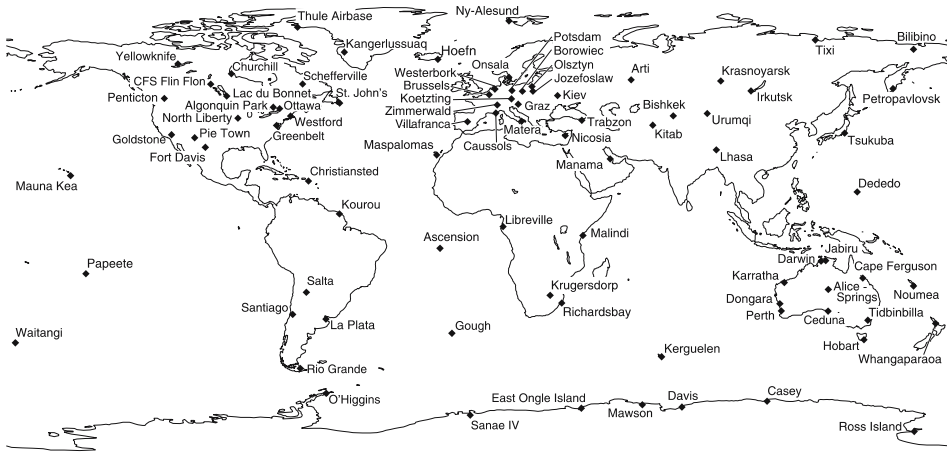 Thule Airbase
Ny-Alesund
Bilibino
Tixi
Kangerlussuaq
Hoefn
Potsdam
Borowiec
Olsztyn
Jozefoslaw
Onsala
Yellowknife
Churchill
Schefferville
Westerbork
Brussels
Arti
Krasnoyarsk
CFS Flin Flon
Lac du Bonnet
St. John's
Koetzting
Graz
Kiev
Irkutsk
Petropavlovsk
Penticton
Algonquin Park
Ottawa
Zimmerwald
Bishkek
North Liberty
Westford
Villafranca
Matera
Trabzon
Kitab
Urumqi
Goldstone
Pie Town
Greenbelt
Caussols
Nicosia
Tsukuba
Fort Davis
Maspalomas
Manama
Lhasa
Mauna Kea
Christiansted
Dededo
Kourou
Libreville
Malindi
Ascension
Papeete
Darwin
Jabiru
Cape Ferguson
Salta
Krugersdorp
Karratha
Alice
Springs
Noumea
Santiago
La Plata
Richardsbay
Dongara
Perth
Ceduna
Tidbinbilla
Waitangi
Gough
Kerguelen
Hobart
Whangaparaoa
Rio Grande
O'Higgins
East Ongle Island
Davis
Casey
Mawson
Sanae IV
Ross Island